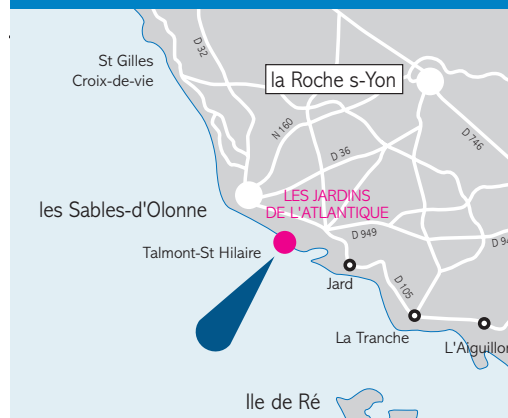 D 32
St Gilles
Croix-de-vie
la Roche s-Yon
N 160
D 746
D 36
LES JARDINS
DE L'ATLANTIQUE
les Sables-d'Olonne
D 949
D 94
Talmont-St Hilaire
Jard
D 105
La Tranche
L'Aiguillon
Ile de Ré